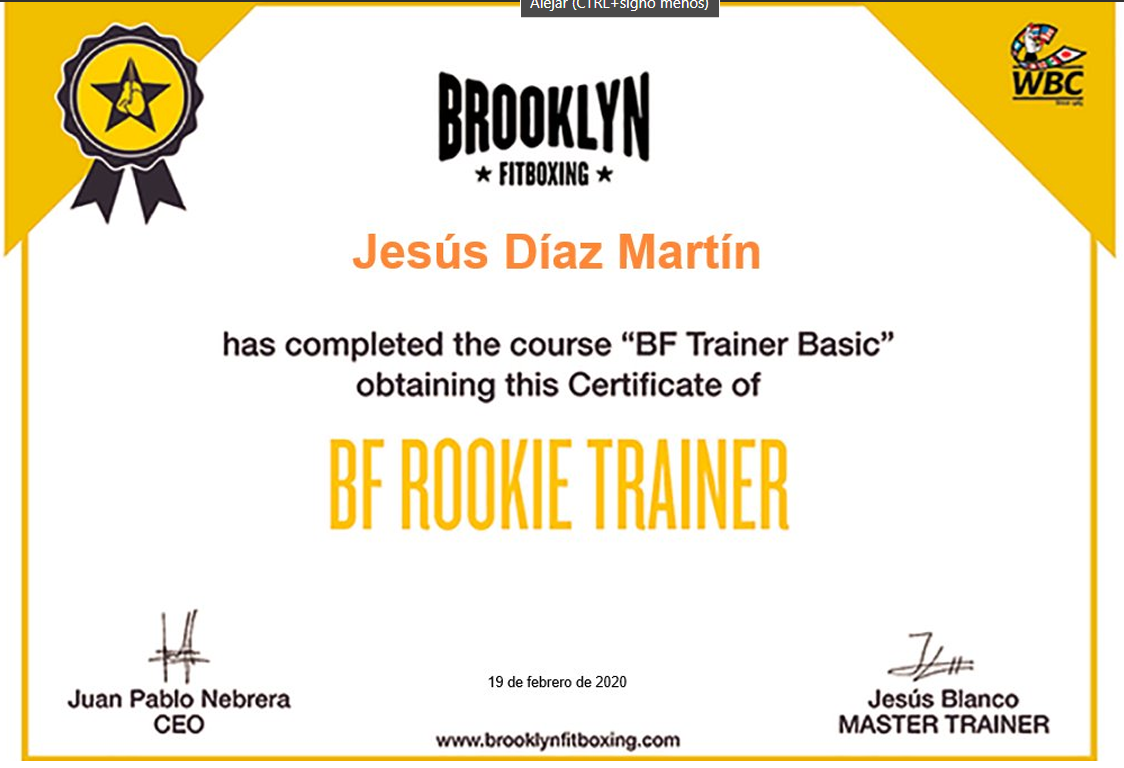 Alejar (CTRL+signo menos)
WBC
BROOKLYN
★ FITBOXING ★
Jesús Díaz Martín
has completed the course “BF Trainer Basic”
obtaining this Certificate of
BF ROOKIE TRAINER
Juan Pablo Nebrera
CEO
19 de febrero de 2020
Jesús Blanco
MASTER TRAINER
www.brooklynfitboxing.com